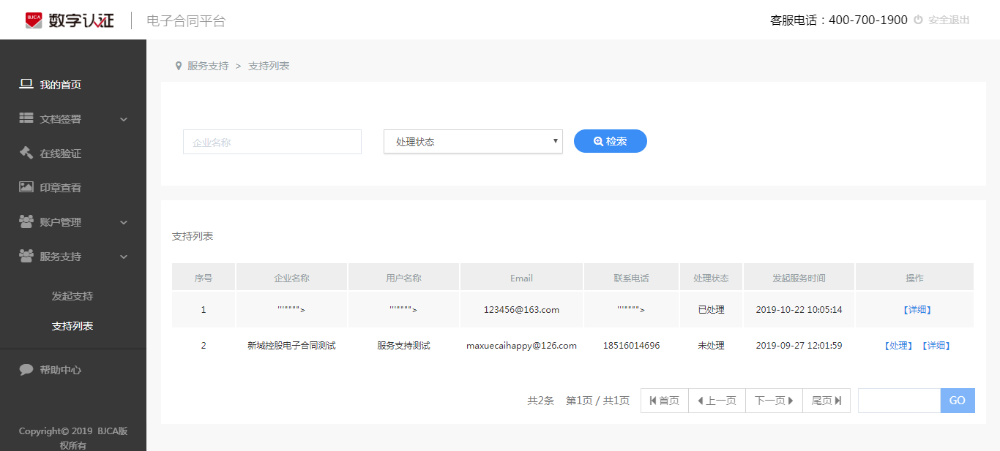 BJCA 数字认证 电子合同平台 客服电话：400-700-1900 安全退出
我的首页
文档签署
在线验证
印章查看
账户管理
服务支持
发起支持
支持列表
帮助中心
Copyright© 2019 BJCA版
权所有
服务支持 > 支持列表
企业名称 处理状态 检索
支持列表
序号 企业名称 用户名称 Email 联系电话 处理状态 发起服务时间 操作
1 '"'"""> '"'"""> 123456@163.com '"'"""> 已处理 2019-10-22 10:05:14 【详细】
2 新城控股电子合同测试 服务支持测试 maxuecaihappy@126.com 18516014696 未处理 2019-09-27 12:01:59 【处理】 【详细】
共2条 第1页 / 共1页 首页 上一页 下一页 尾页 GO